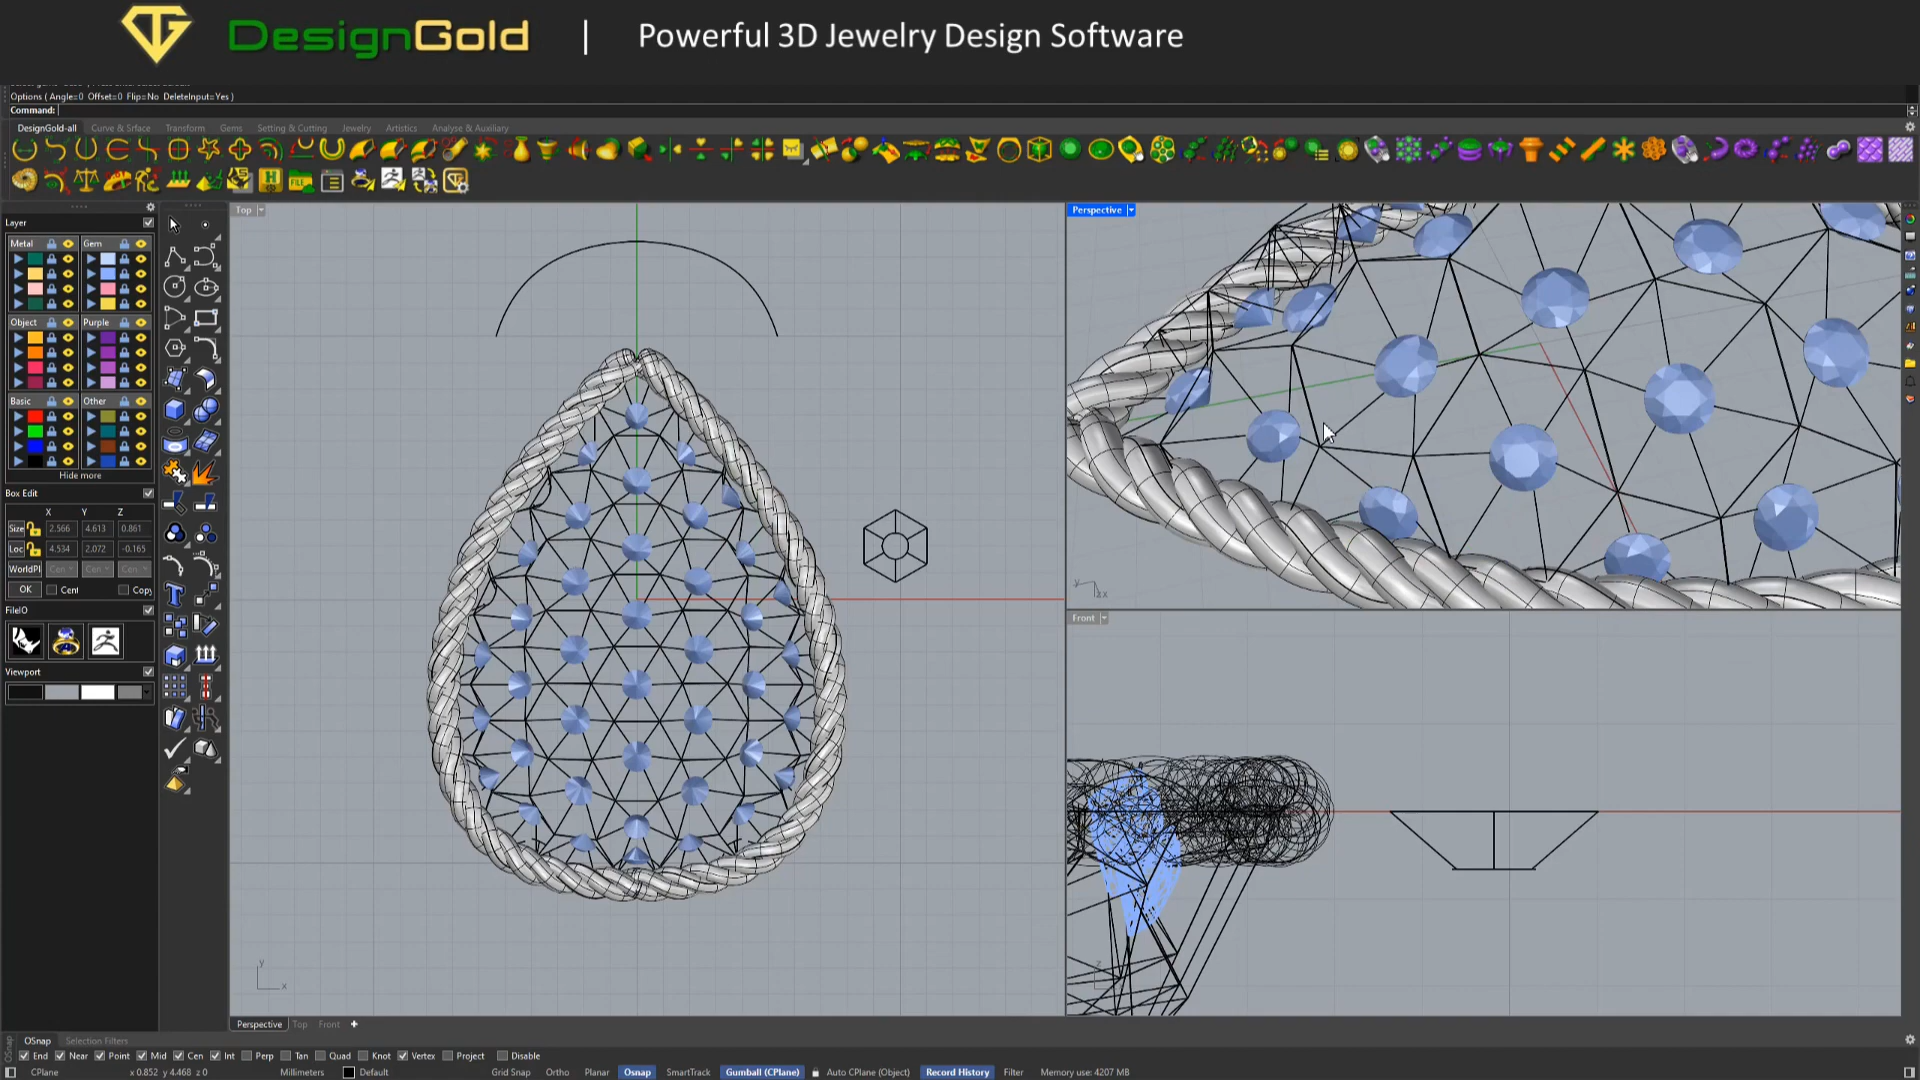 DesignGold | Powerful 3D Jewelry Design Software
Options ( Angle=0 Offset=0 Flip=No DeleteInput=Yes )
Command:
DesignGold-all Curve & Srface Transform Gems Setting & Cutting Jewelry Artistics Analyse & Auxiliary
Layer
Metal Gem
Object Purple
Basic Other
Hide more
Box Edit
X Y Z
Size 2.566 4.613 0.861
Loc 4.534 2.072 -0.165
WorldPl Cen Cen Cen
OK Cent Copy
FileIO
Viewport
Top
Perspective
Front
y
x
Perspective Top Front
OSnap Selection Filters
OSnap
End Near Point Mid Cen Int Perp Tan Quad Knot Vertex Project Disable
CPlane x 0.852 y 4.468 z 0 Millimeters Default Grid Snap Ortho Planar Osnap SmartTrack Gumball (CPlane) Auto CPlane (Object) Record History Filter Memory use: 4207 MB